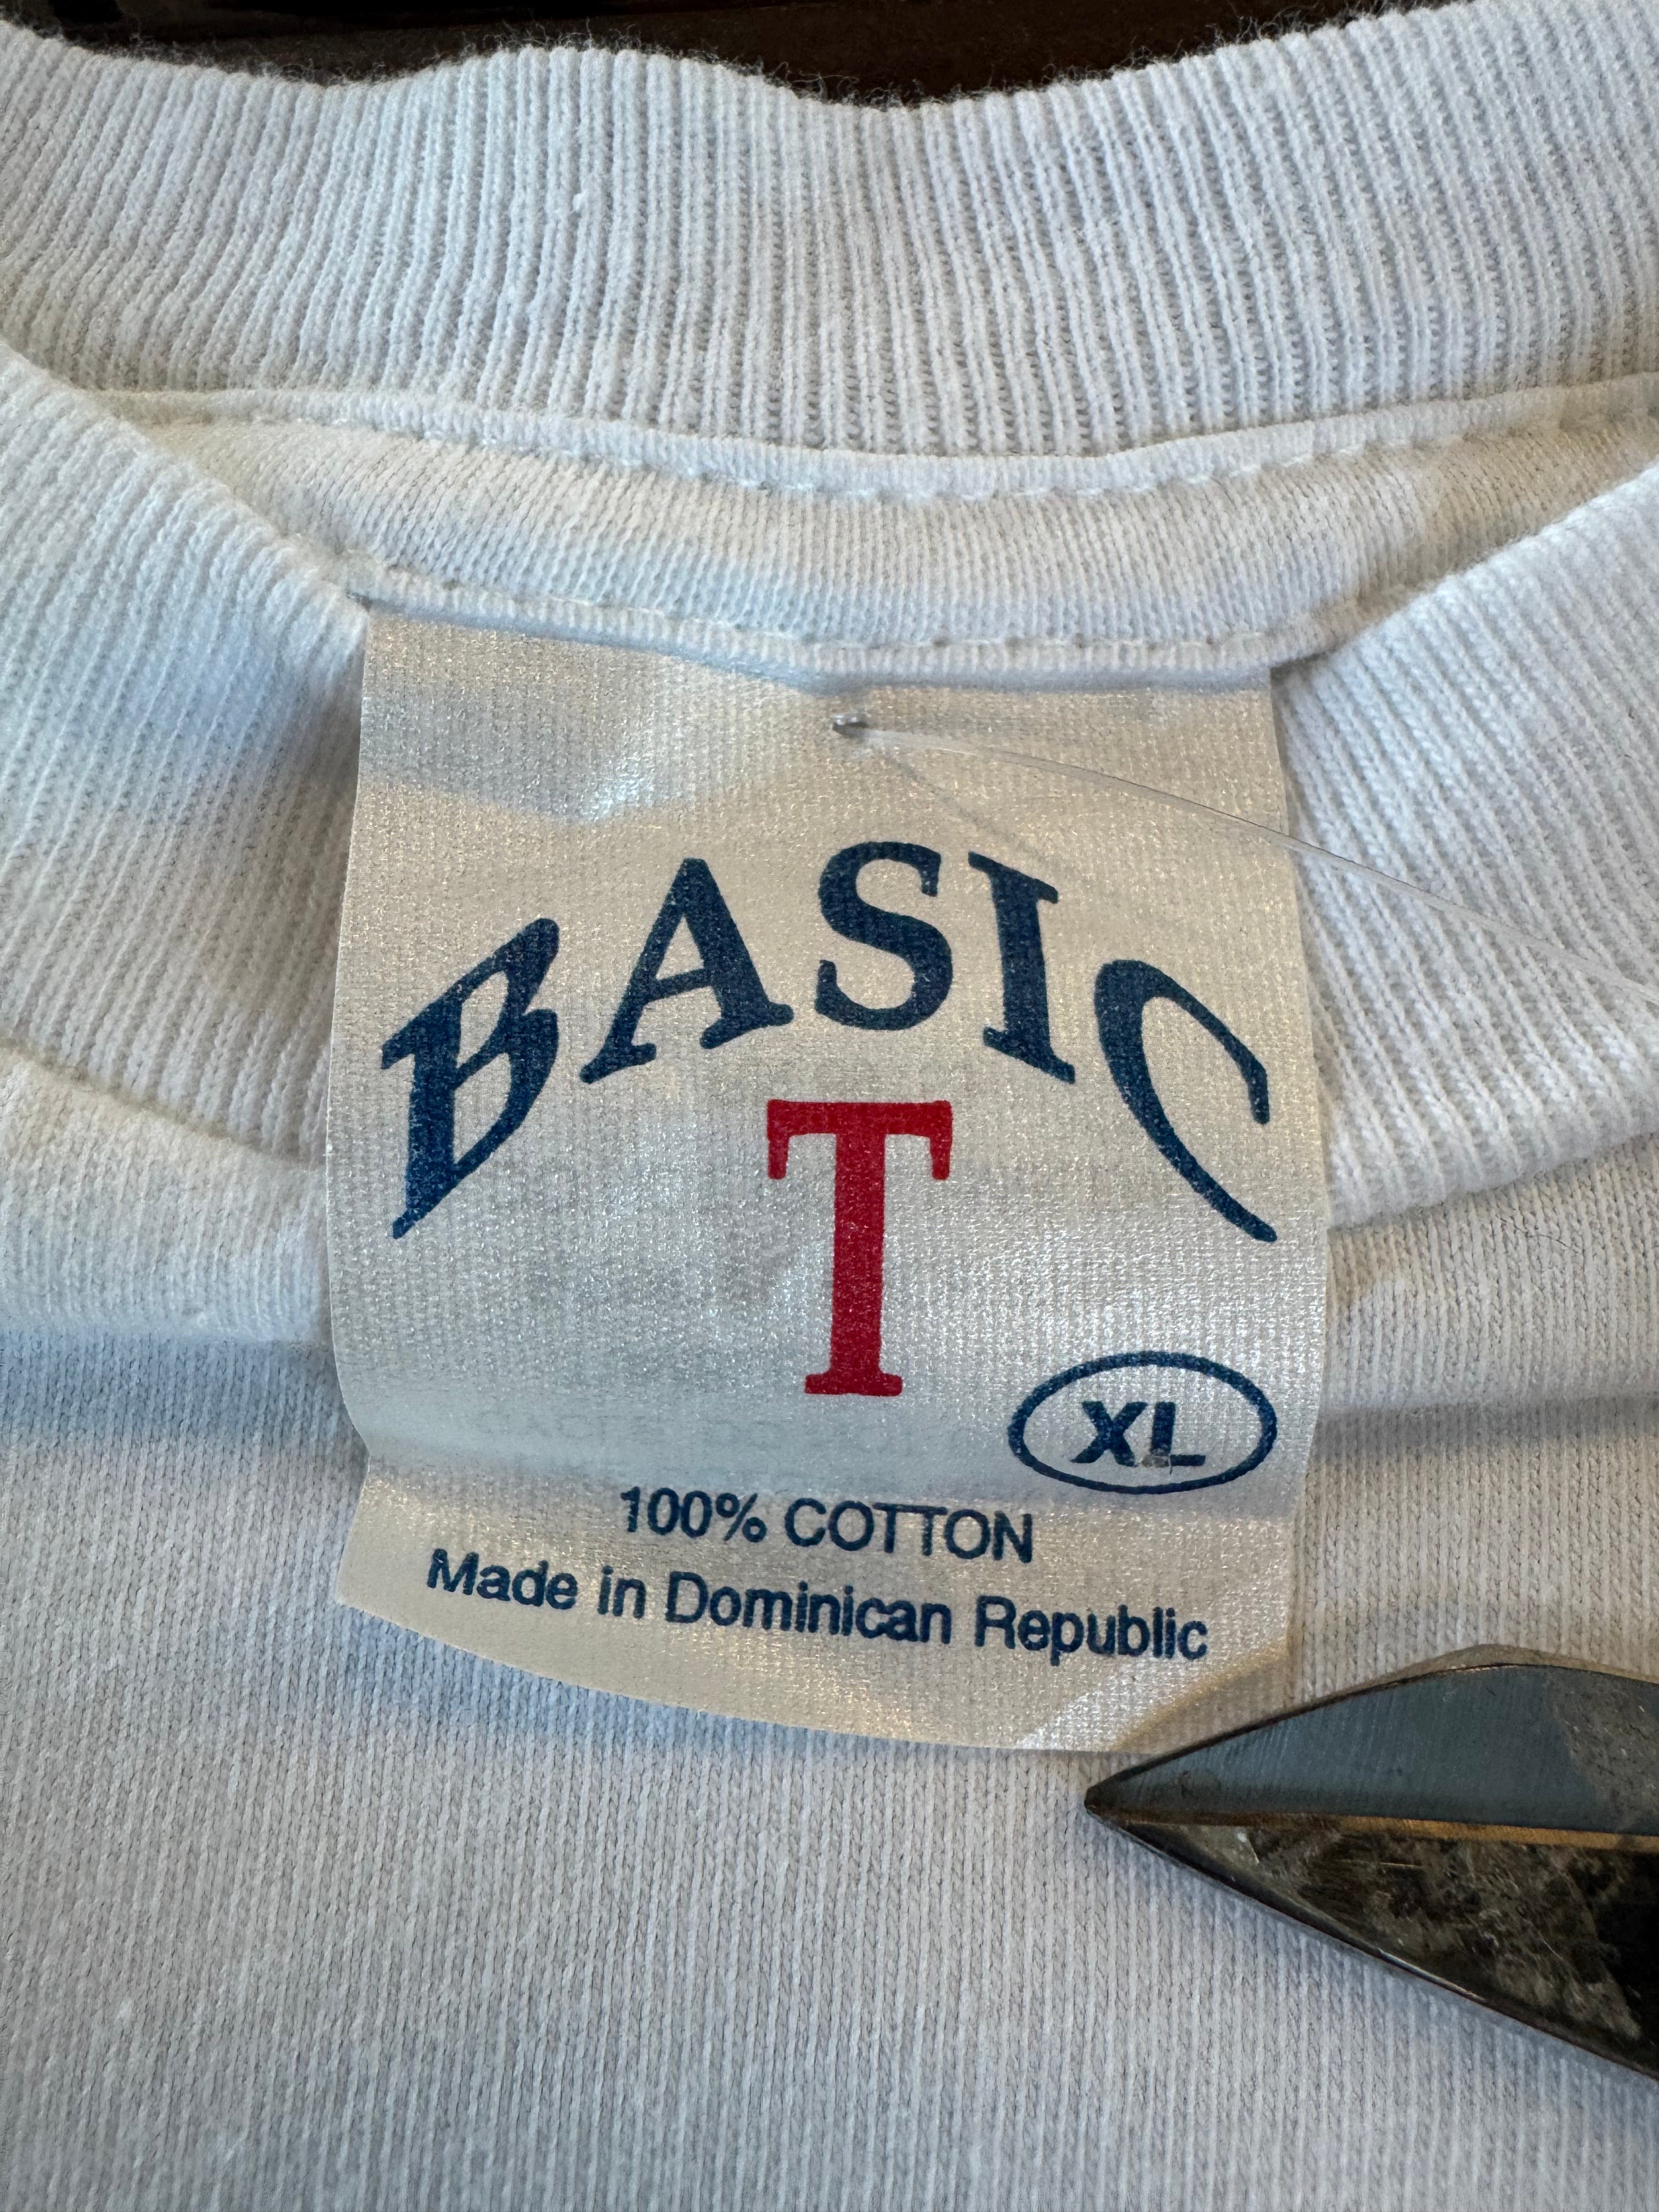 BASIC
T
XL
100% COTTON
Made in Dominican Republic